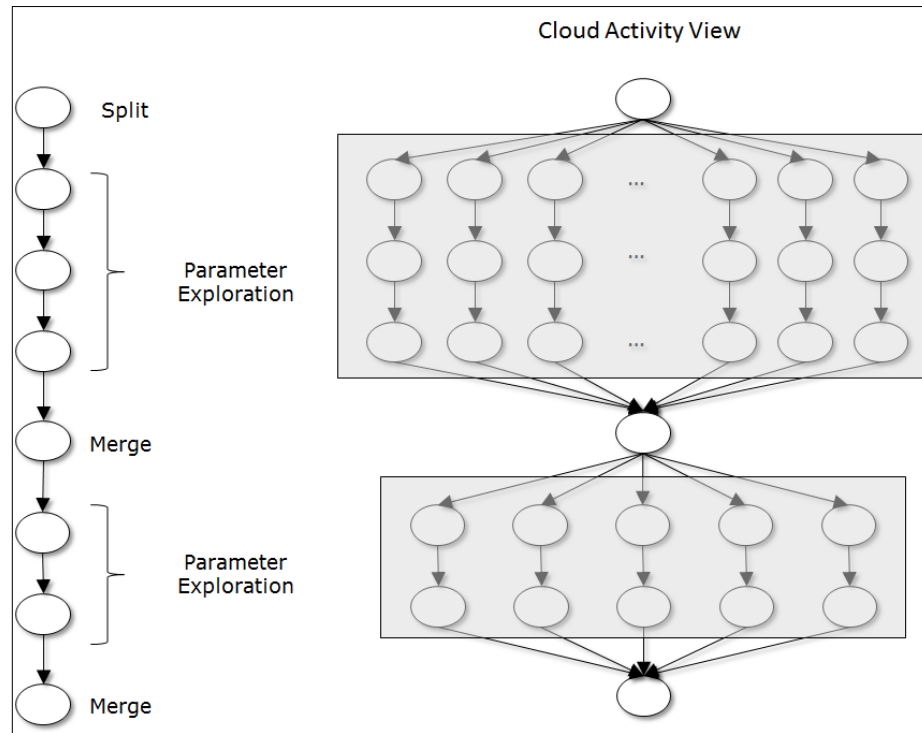 Cloud Activity View
Split
...
Parameter
Exploration
...
...
Merge
Parameter
Exploration
Merge